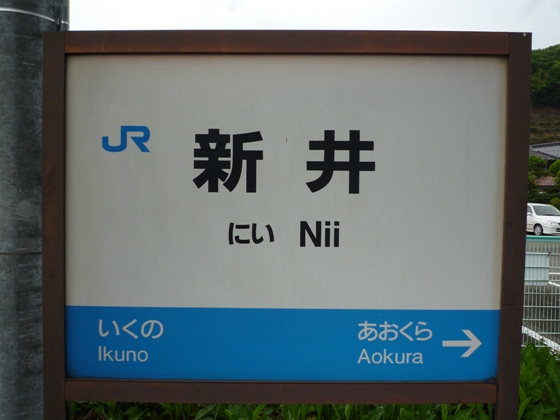 JR
新井
にい Nii
いくの あおくら →
Ikuno Aokura